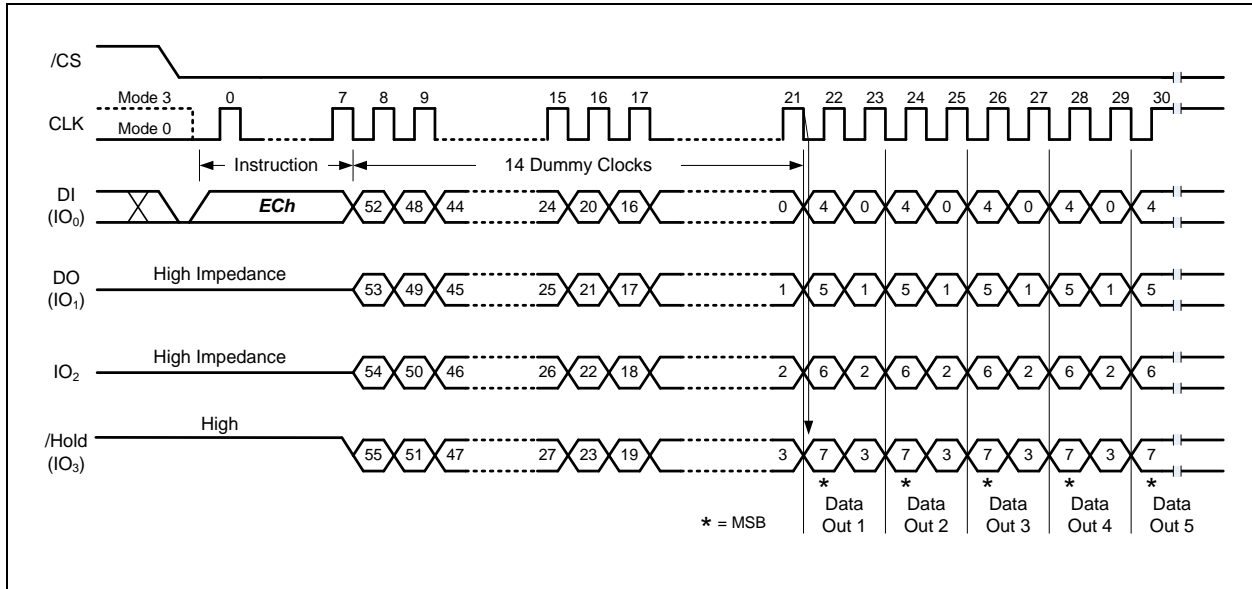 /CS
Mode 3 0 7 8 9 15 16 17 21 22 23 24 25 26 27 28 29 30
CLK
Mode 0
Instruction 14 Dummy Clocks
DI
(IO0)
ECh 52 48 44 24 20 16 0 4 0 4 0 4 0 4 0 4
DO
(IO1)
High Impedance 53 49 45 25 21 17 1 5 1 5 1 5 1 5 1 5
IO2
High Impedance 54 50 46 26 22 18 2 6 2 6 2 6 2 6 2 6
/Hold
(IO3)
High 55 51 47 27 23 19 3 7 3 7 3 7 3 7 3 7
* * * * *
* = MSB
Data Out 1
Data Out 2
Data Out 3
Data Out 4
Data Out 5